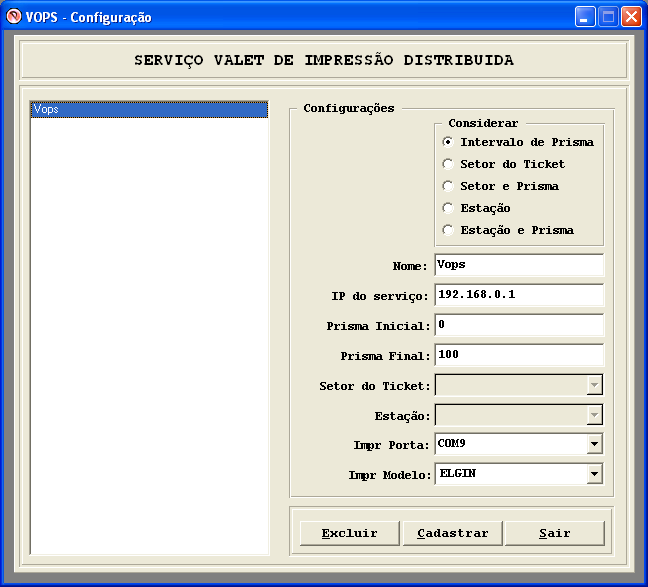 VOPS - Configuração
SERVIÇO VALET DE IMPRESSÃO DISTRIBUIDA
Vops
Configurações
Considerar
Intervalo de Prisma
Setor do Ticket
Setor e Prisma
Estação
Estação e Prisma
Nome: Vops
IP do serviço: 192.168.0.1
Prisma Inicial: 0
Prisma Final: 100
Setor do Ticket:
Estação:
Impr Porta: COM9
Impr Modelo: ELGIN
Excluir Cadastrar Sair